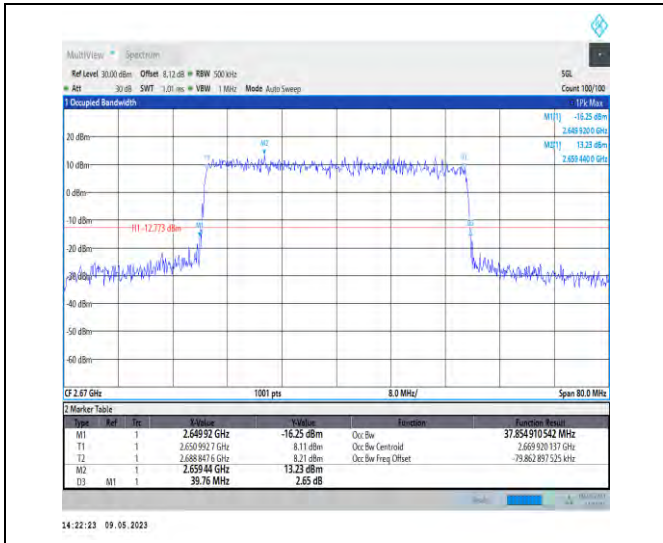 MultiView Spectrum
Ref Level 30.00 dBm Offset 8.12 dB RBW 500 kHz SGL
Att 30 dB SWT 1.01 ms VBW 1 MHz Mode Auto Sweep Count 100/100
1 Occupied Bandwidth 1Pk Max
M1[1] -16.25 dBm
2.649 920 0 GHz
M2[1] 13.23 dBm
2.659 440 0 GHz
20 dBm
M2
10 dBm
0 dBm
-10 dBm
H1 -12.773 dBm
-20 dBm
-30 dBm
-40 dBm
-50 dBm
-60 dBm
CF 2.67 GHz 1001 pts 8.0 MHz/ Span 80.0 MHz
2 Marker Table
Type Ref Trc X-Value Y-Value Function Function Result
M1 1 2.649 92 GHz -16.25 dBm Occ Bw 37.854 910 542 MHz
T1 1 2.650 992 7 GHz 8.11 dBm Occ Bw Centroid 2.669 920 137 GHz
T2 1 2.688 847 6 GHz 8.21 dBm Occ Bw Freq Offset -79.862 897 525 kHz
M2 1 2.659 44 GHz 13.23 dBm
D3 M1 1 39.76 MHz 2.65 dB
14:22:23 09.05.2023